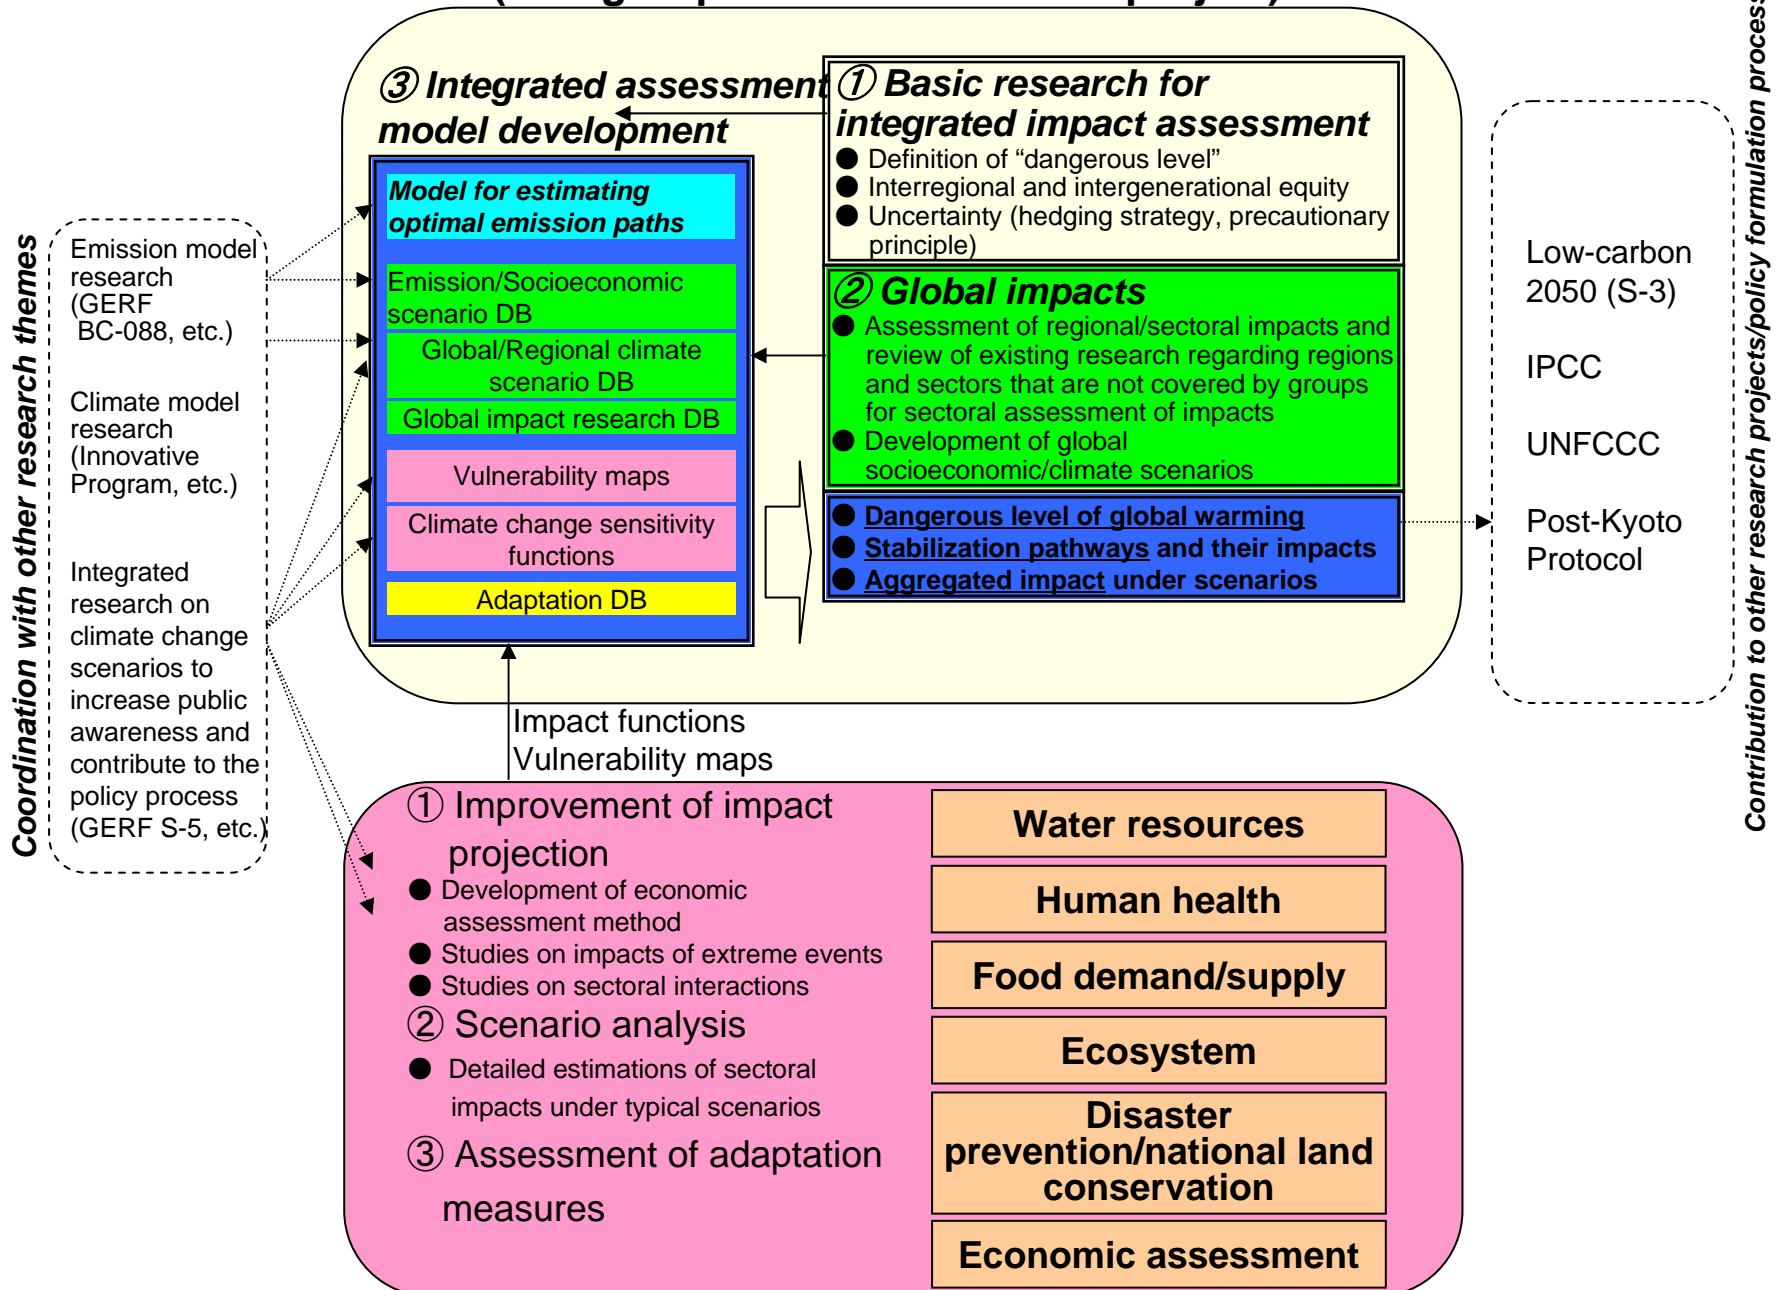 Coordination with other research themes
Emission model
research
(GERF
BC-088, etc.)
Climate model
research
(Innovative
Program, etc.)
Integrated
research on
climate change
scenarios to
increase public
awareness and
contribute to the
policy process
(GERF S-5, etc.)
③ Integrated assessment
model development
Model for estimating
optimal emission paths
Emission/Socioeconomic
scenario DB
Global/Regional climate
scenario DB
Global impact research DB
Vulnerability maps
Climate change sensitivity
functions
Adaptation DB
① Basic research for
integrated impact assessment
● Definition of “dangerous level”
● Interregional and intergenerational equity
● Uncertainty (hedging strategy, precautionary
principle)
② Global impacts
● Assessment of regional/sectoral impacts and
review of existing research regarding regions
and sectors that are not covered by groups
for sectoral assessment of impacts
● Development of global
socioeconomic/climate scenarios
● Dangerous level of global warming
● Stabilization pathways and their impacts
● Aggregated impact under scenarios
Impact functions
Vulnerability maps
① Improvement of impact
projection
● Development of economic
assessment method
● Studies on impacts of extreme events
● Studies on sectoral interactions
② Scenario analysis
● Detailed estimations of sectoral
impacts under typical scenarios
③ Assessment of adaptation
measures
Water resources
Human health
Food demand/supply
Ecosystem
Disaster
prevention/national land
conservation
Economic assessment
Low-carbon
2050 (S-3)
IPCC
UNFCCC
Post-Kyoto
Protocol
Contribution to other research projects/policy formulation process